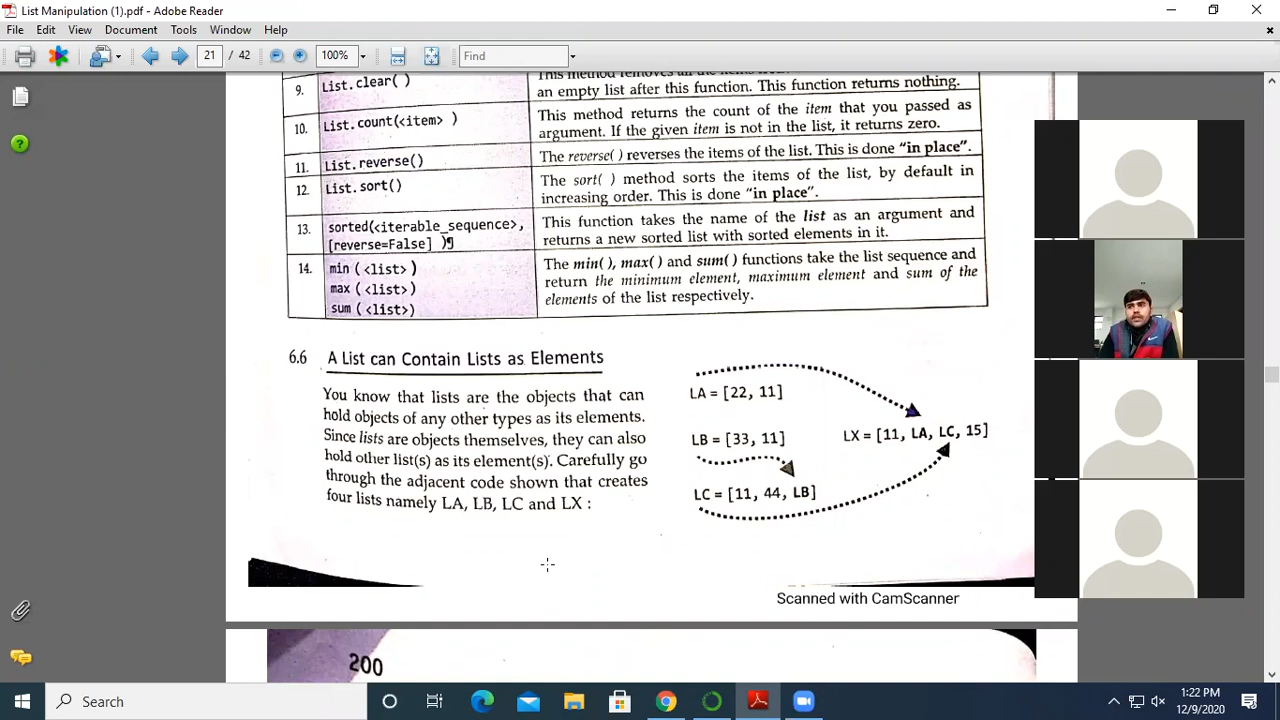 List Manipulation (1).pdf - Adobe Reader
File Edit View Document Tools Window Help
21 / 42 100% Find
9. List.clear( ) This method removes all the items from
an empty list after this function. This function returns nothing.
10. List.count(<item> ) This method returns the count of the item that you passed as
argument. If the given item is not in the list, it returns zero.
11. List.reverse() The reverse( ) reverses the items of the list. This is done "in place".
12. List.sort() The sort( ) method sorts the items of the list, by default in
increasing order. This is done "in place".
13. sorted(<iterable_sequence>, This function takes the name of the list as an argument and
[reverse=False] )¶ returns a new sorted list with sorted elements in it.
14. min (<list>) The min( ), max( ) and sum( ) functions take the list sequence and
max (<list>) return the minimum element, maximum element and sum of the
sum (<list>) elements of the list respectively.
6.6 A List can Contain Lists as Elements
You know that lists are the objects that can
hold objects of any other types as its elements.
Since lists are objects themselves, they can also
hold other list(s) as its element(s). Carefully go
through the adjacent code shown that creates
four lists namely LA, LB, LC and LX :
LA = [22, 11]
LB = [33, 11]
LX = [11, LA, LC, 15]
LC = [11, 44, LB]
Scanned with CamScanner
200
Search
1:22 PM
12/9/2020